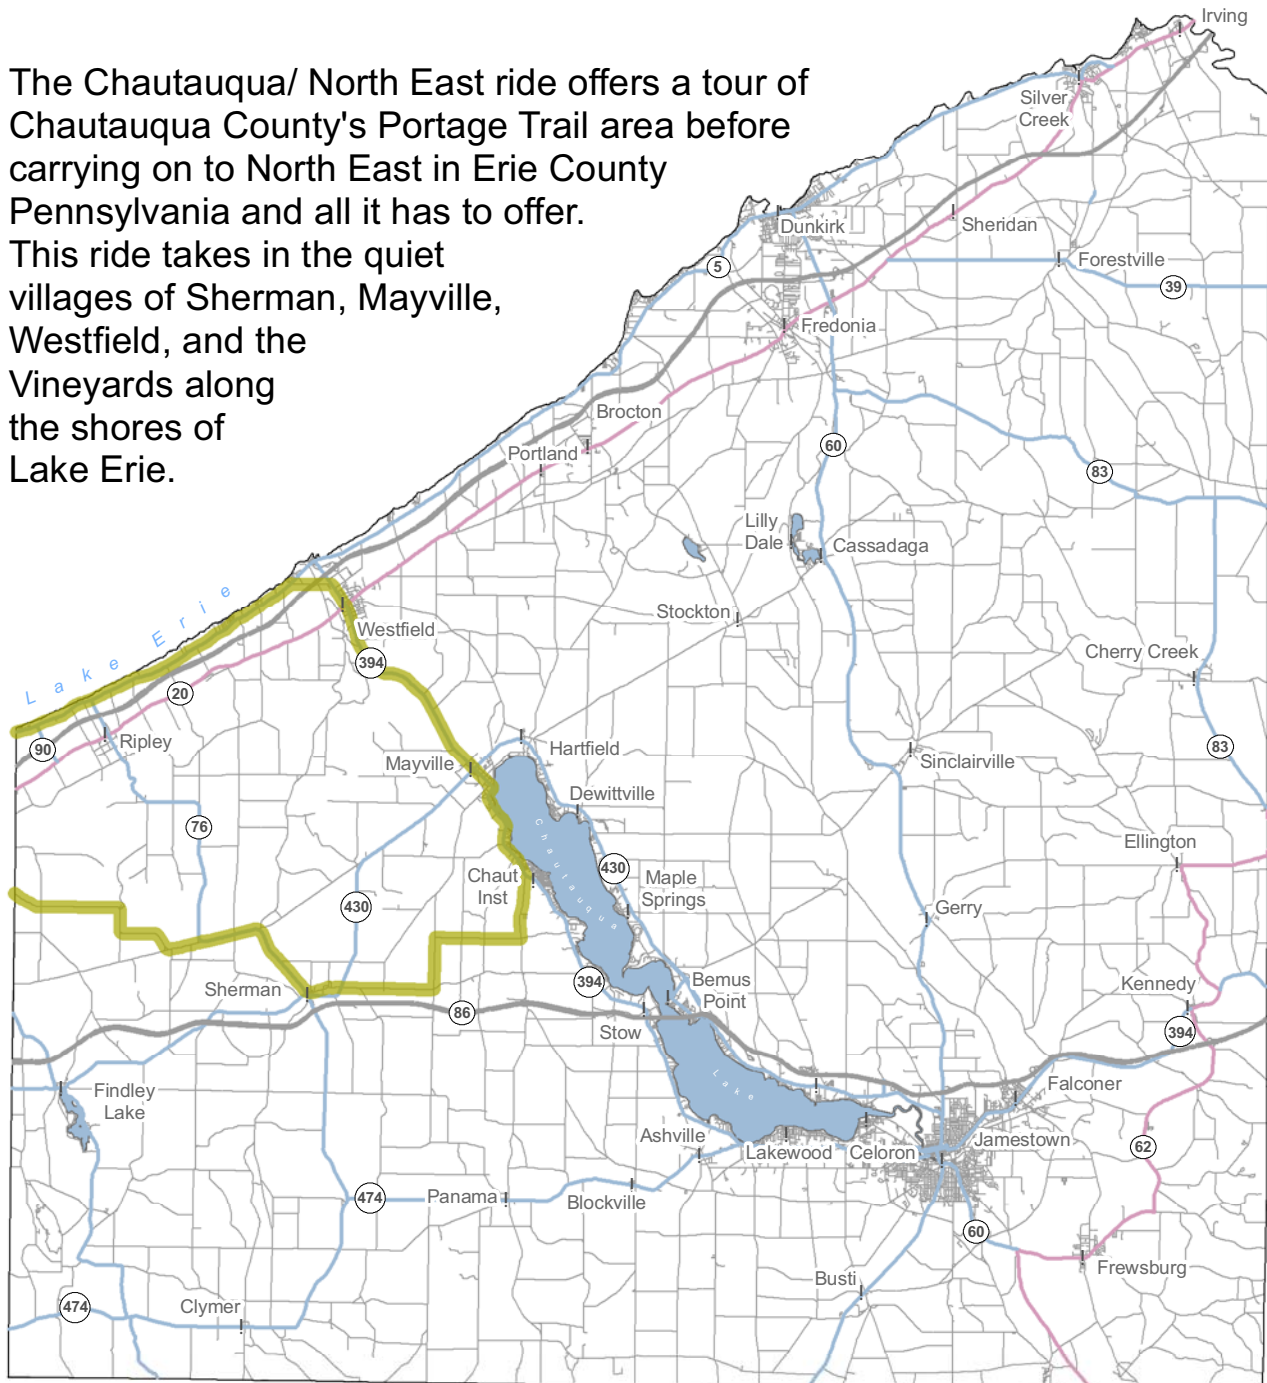 The Chautauqua/ North East ride offers a tour of
Chautauqua County's Portage Trail area before
carrying on to North East in Erie County
Pennsylvania and all it has to offer.
This ride takes in the quiet
villages of Sherman, Mayville,
Westfield, and the
Vineyards along
the shores of
Lake Erie.
Irving
Silver
Creek
Dunkirk
Sheridan
5
Forestville
39
Fredonia
Brocton
60
Portland
83
Lilly
Dale
Cassadaga
Lake Erie
Stockton
Westfield
394
Cherry Creek
20
Ripley
90
Hartfield
83
Mayville
Sinclairville
Dewittville
76
Chautauqua
Ellington
430
Chaut
Inst
Maple
Springs
430
Gerry
394
Bemus
Point
Sherman
Kennedy
86
Stow
394
Lake
Falconer
Findley
Lake
Ashville
Jamestown
Lakewood
Celoron
62
474
Panama
Blockville
60
Frewsburg
Busti
474
Clymer